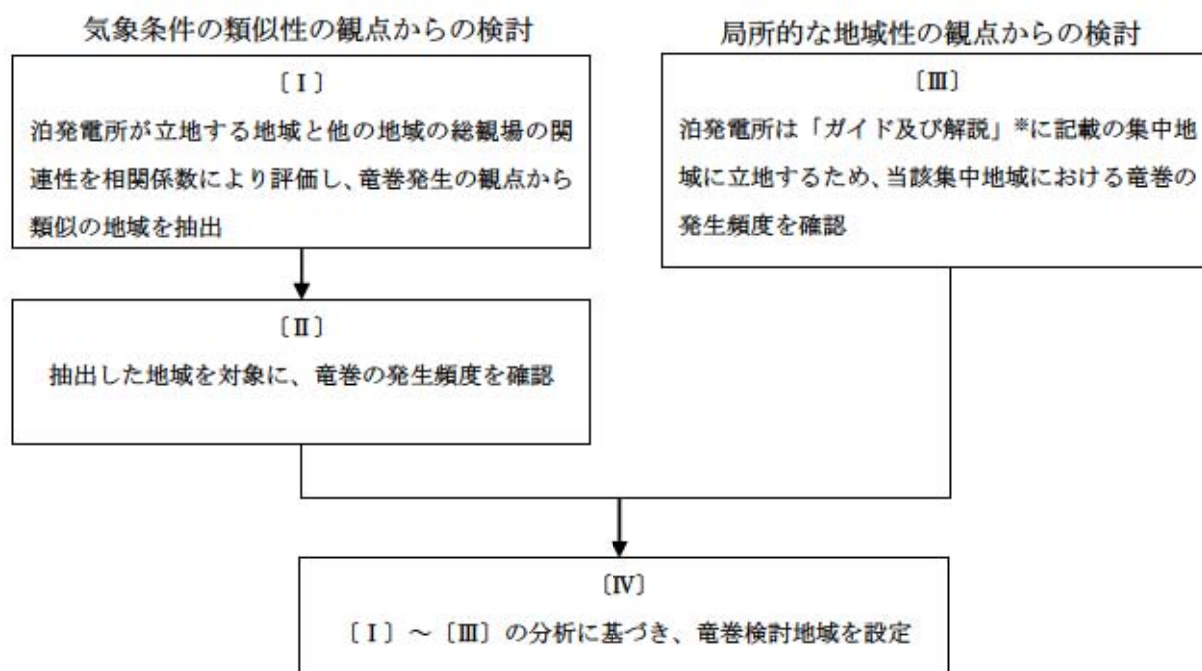 気象条件の類似性の観点からの検討
〔Ⅰ〕
泊発電所が立地する地域と他の地域の総観場の関
連性を相関係数により評価し、竜巻発生の観点から
類似の地域を抽出
〔Ⅱ〕
抽出した地域を対象に、竜巻の発生頻度を確認
局所的な地域性の観点からの検討
〔Ⅲ〕
泊発電所は「ガイド及び解説」※に記載の集中地
域に立地するため、当該集中地域における竜巻の
発生頻度を確認
〔Ⅳ〕
〔Ⅰ〕～〔Ⅲ〕の分析に基づき、竜巻検討地域を設定